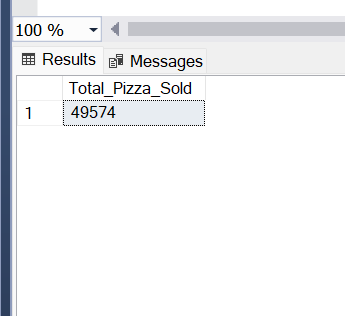 100 %
Results Messages
Total_Pizza_Sold
1 49574